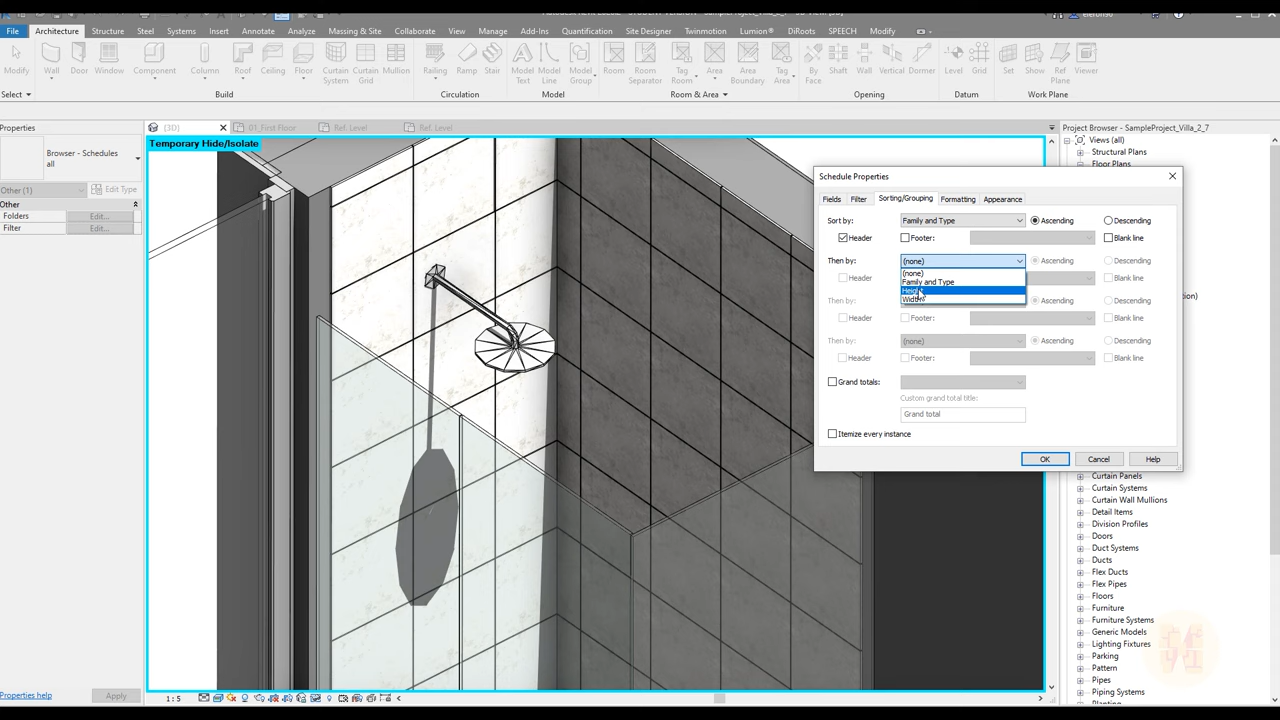 SampleProject_Villa_2_7
File Architecture Structure Steel Systems Insert Annotate Analyze Massing & Site Collaborate View Manage Add-Ins Quantification Site Designer Twinmotion Lumion® DiRoots SPEECH Modify
Modify Wall Door Window Component Column Roof Ceiling Floor Curtain System Curtain Grid Mullion Railing Ramp Stair Model Text Model Line Model Group Room Room Separator Tag Room Area Area Boundary Tag Area By Face Shaft Wall Vertical Dormer Level Grid Set Show Ref Plane Viewer
Select Build Circulation Model Room & Area Opening Datum Work Plane
Properties
{3D} 01_First Floor Ref. Level Ref. Level
Project Browser - SampleProject_Villa_2_7
Temporary Hide/Isolate
Browser - Schedules
all
Other (1) Edit Type
Other
Folders Edit...
Filter Edit...
Views (all)
Structural Plans
Floor Plans
Schedule Properties
Fields Filter Sorting/Grouping Formatting Appearance
Sort by: Family and Type Ascending Descending
Header Footer: Blank line
Then by: (none) Ascending Descending
(none)
Header Blank line
Family and Type
Width
Ascending Descending
Header Footer: Blank line
Then by: (none) Ascending Descending
Header Footer: Blank line
Grand totals:
Custom grand total title:
Grand total
Itemize every instance
OK Cancel Help
Curtain Panels
Curtain Systems
Curtain Wall Mullions
Detail Items
Division Profiles
Doors
Duct Systems
Ducts
Flex Ducts
Flex Pipes
Floors
Furniture
Furniture Systems
Generic Models
Lighting Fixtures
Parking
Pattern
Pipes
Piping Systems
Properties help Apply
1 : 5